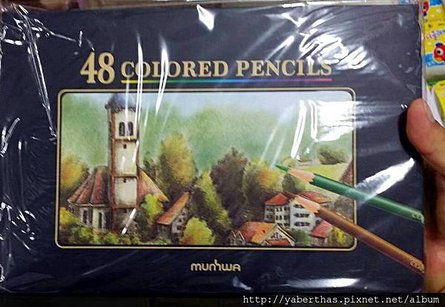 48 COLORED PENCILS
munhwa
http://yaberthas.pixnet.net/album